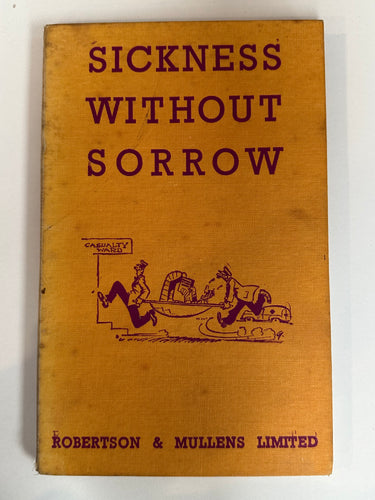 SICKNESS
WITHOUT
SORROW
CASUALTY
WARD
ROBERTSON & MULLENS LIMITED